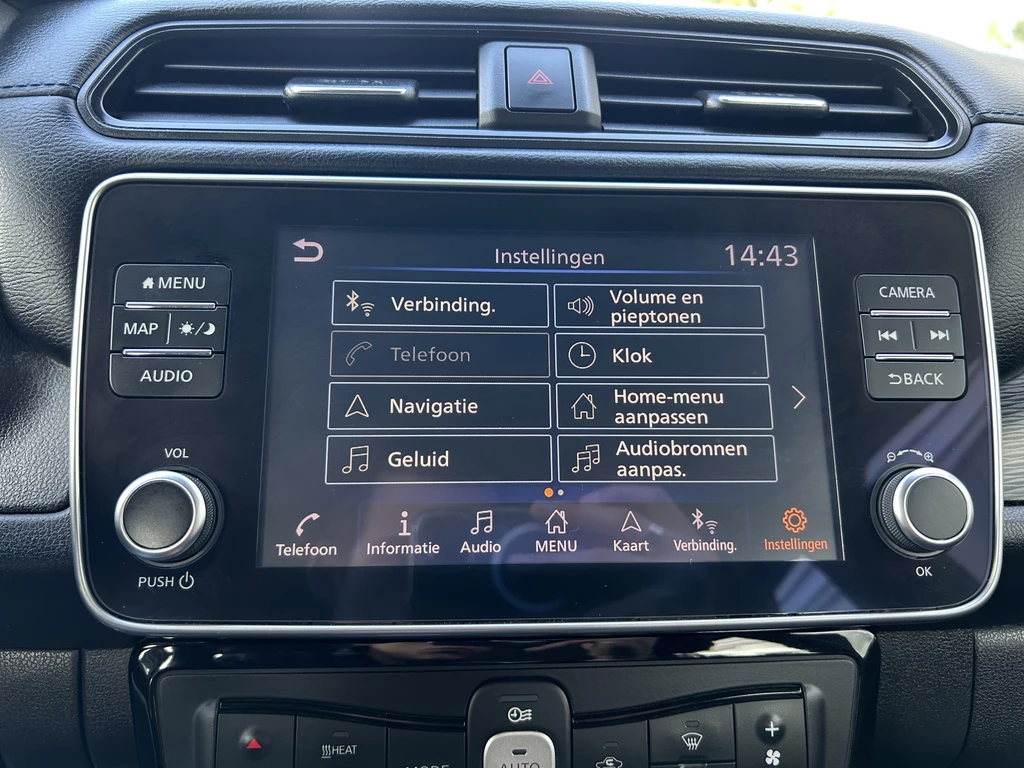 Instellingen
14:43
MENU
MAP
AUDIO
VOL
PUSH
Verbinding.
Volume en
pieptonen
Telefoon
Klok
Navigatie
Home-menu
aanpassen
Geluid
Audiobronnen
aanpas.
Telefoon
Informatie
Audio
MENU
Kaart
Verbinding.
Instellingen
CAMERA
BACK
OK
HEAT
MODE
AUTO